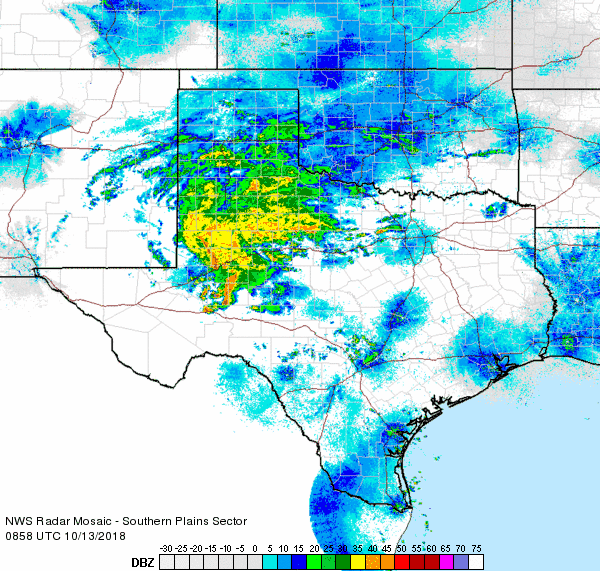 NWS Radar Mosaic - Southern Plains Sector
0858 UTC 10/13/2018
DBZ -30 -25 -20 -15 -10 -5 0 5 10 15 20 25 30 35 40 45 50 55 60 65 70 75